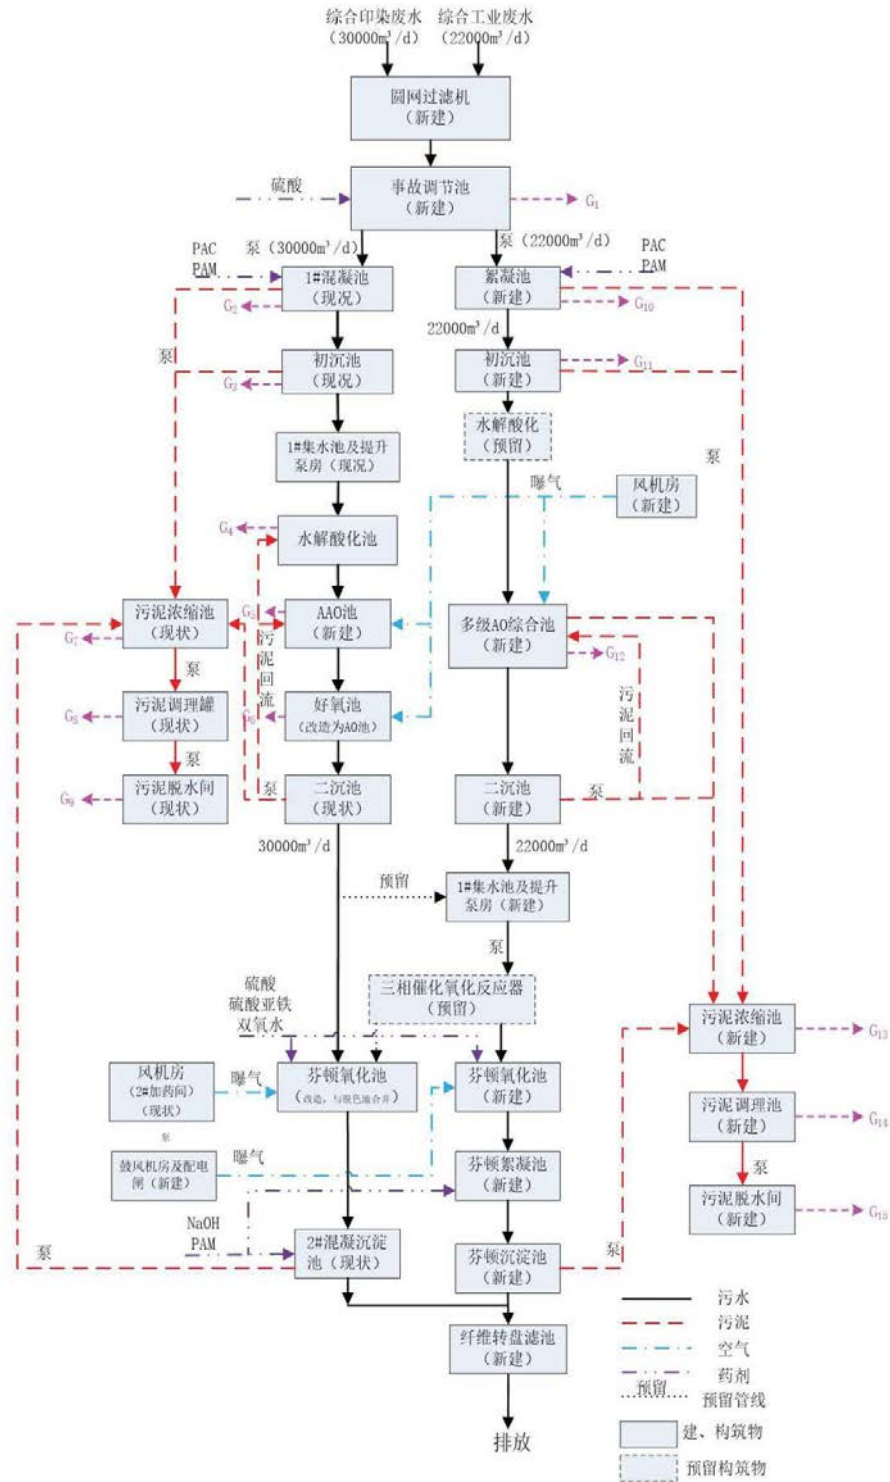 综合印染废水
（30000m³/d）
综合工业废水
（22000m³/d）
圆网过滤机
（新建）
硫酸
事故调节池
（新建）
G₁
泵（30000m³/d）
泵（22000m³/d）
PAC
PAM
1#混凝池
（现况）
G₂
絮凝池
（新建）
PAC
PAM
G₁₀
22000m³/d
泵
初沉池
（现况）
G₃
初沉池
（新建）
G₁₁
水解酸化
（预留）
1#集水池及提升
泵房（现况）
泵
曝气
风机房
（新建）
G₄
水解酸化池
污泥浓缩池
（现状）
G₇
AAO池
（新建）
多级AO综合池
（新建）
G₁₂
泵
污泥回流
污泥调理罐
（现状）
G₈
好氧池
（改造为AO池）
污泥回流
泵
污泥脱水间
（现状）
G₉
泵
二沉池
（现状）
二沉池
（新建）
泵
30000m³/d
22000m³/d
预留
1#集水池及提升
泵房（新建）
泵
硫酸
硫酸亚铁
双氧水
三相催化氧化反应器
（预留）
污泥浓缩池
（新建）
G₁₃
风机房
（2#加药间）
（现状）
曝气
芬顿氧化池
（改造，与脱色池合并）
芬顿氧化池
（新建）
污泥调理池
（新建）
G₁₄
泵
鼓风机房及配电
闸（新建）
曝气
芬顿絮凝池
（新建）
泵
污泥脱水间
（新建）
G₁₅
NaOH
PAM
泵
2#混凝沉淀
池（现状）
芬顿沉淀池
（新建）
泵
纤维转盘滤池
（新建）
排放
污水
污泥
空气
药剂
预留
预留管线
建、构筑物
预留构筑物